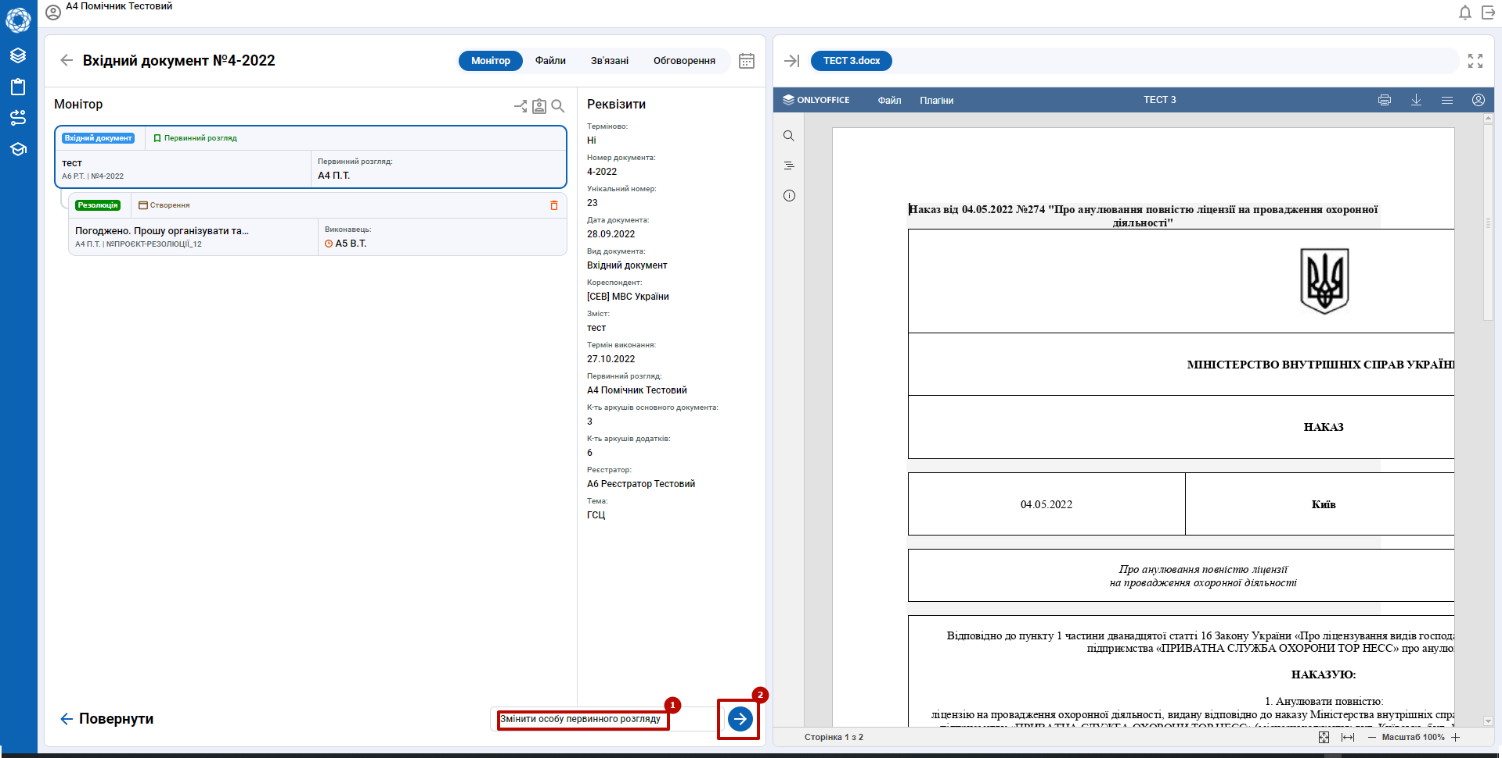 А4 Помічник Тестовий
Вхідний документ №4-2022
Монітор
Файли
Зв'язані
Обговорення
Монітор
Вхідний документ
Первинний розгляд
тест
А6 Р.Т. | №4-2022
Первинний розгляд:
А4 П.Т.
Резолюція
Створення
Погоджено. Прошу організувати та...
А4 П.Т. | №ПРОЄКТ-РЕЗОЛЮЦІЇ_12
Виконавець:
А5 В.Т.
Реквізити
Терміново:
Ні
Номер документа:
4-2022
Унікальний номер:
23
Дата документа:
28.09.2022
Вид документа:
Вхідний документ
Кореспондент:
[СЕВ] МВС України
Зміст:
тест
Термін виконання:
27.10.2022
Первинний розгляд:
А4 Помічник Тестовий
К-ть аркушів основного документа:
3
К-ть аркушів додатків:
6
Реєстратор:
А6 Реєстратор Тестовий
Тема:
ГСЦ
Повернути
Змінити особу первинного розгляду
1
2
ТЕСТ 3.docx
ONLYOFFICE
Файл
Плагіни
ТЕСТ 3
Наказ від 04.05.2022 №274 "Про анулювання повністю ліцензії на провадження охоронної
діяльності"
МІНІСТЕРСТВО ВНУТРІШНІХ СПРАВ УКРАЇН
НАКАЗ
04.05.2022
Київ
Про анулювання повністю ліцензії
на провадження охоронної діяльності
Відповідно до пункту 1 частини дванадцятої статті 16 Закону України «Про ліцензування видів господа
підприємства «ПРИВАТНА СЛУЖБА ОХОРОНИ ТОР НЕСС» про анулю
НАКАЗУЮ:
1. Анулювати повністю:
ліцензію на провадження охоронної діяльності, видану відповідно до наказу Міністерства внутрішніх спра
Сторінка 1 з 2
Масштаб 100%